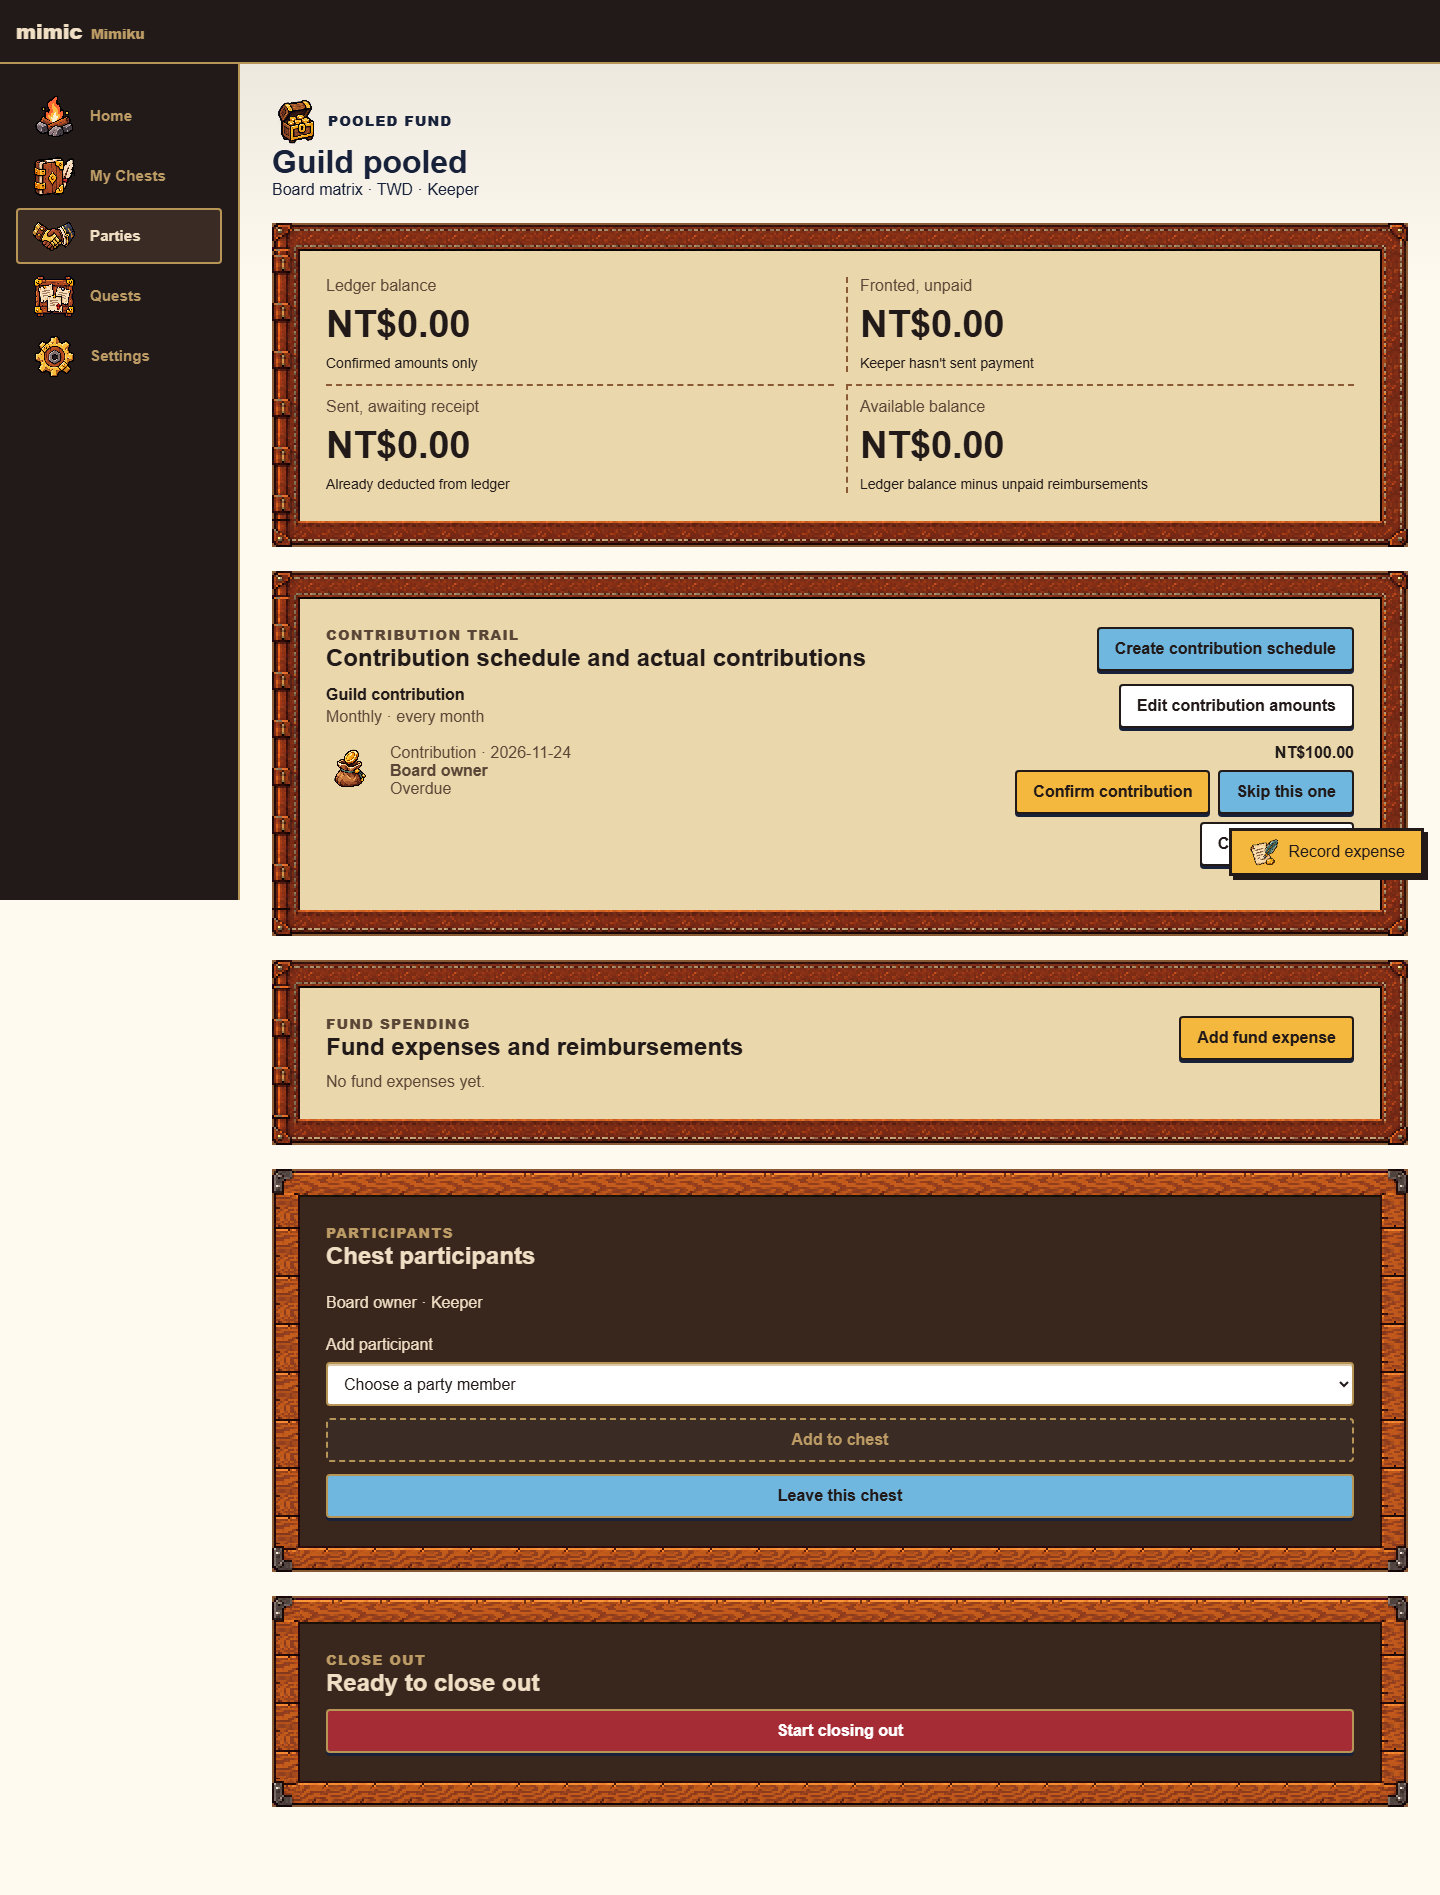 mimic Mimiku
Home
My Chests
Parties
Quests
Settings
POOLED FUND
Guild pooled
Board matrix · TWD · Keeper
Ledger balance
NT$0.00
Confirmed amounts only
Fronted, unpaid
NT$0.00
Keeper hasn't sent payment
Sent, awaiting receipt
NT$0.00
Already deducted from ledger
Available balance
NT$0.00
Ledger balance minus unpaid reimbursements
CONTRIBUTION TRAIL
Contribution schedule and actual contributions
Create contribution schedule
Guild contribution
Monthly · every month
Edit contribution amounts
Contribution · 2026-11-24
Board owner
Overdue
NT$100.00
Confirm contribution
Skip this one
Record expense
FUND SPENDING
Fund expenses and reimbursements
Add fund expense
No fund expenses yet.
PARTICIPANTS
Chest participants
Board owner · Keeper
Add participant
Choose a party member
Add to chest
Leave this chest
CLOSE OUT
Ready to close out
Start closing out